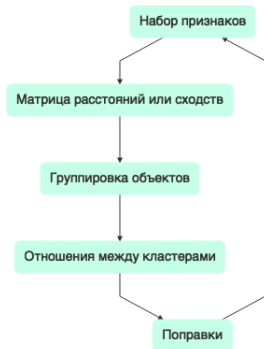 Набор признаков
Матрица расстояний или сходств
Группировка объектов
Отношения между кластерами
Поправки